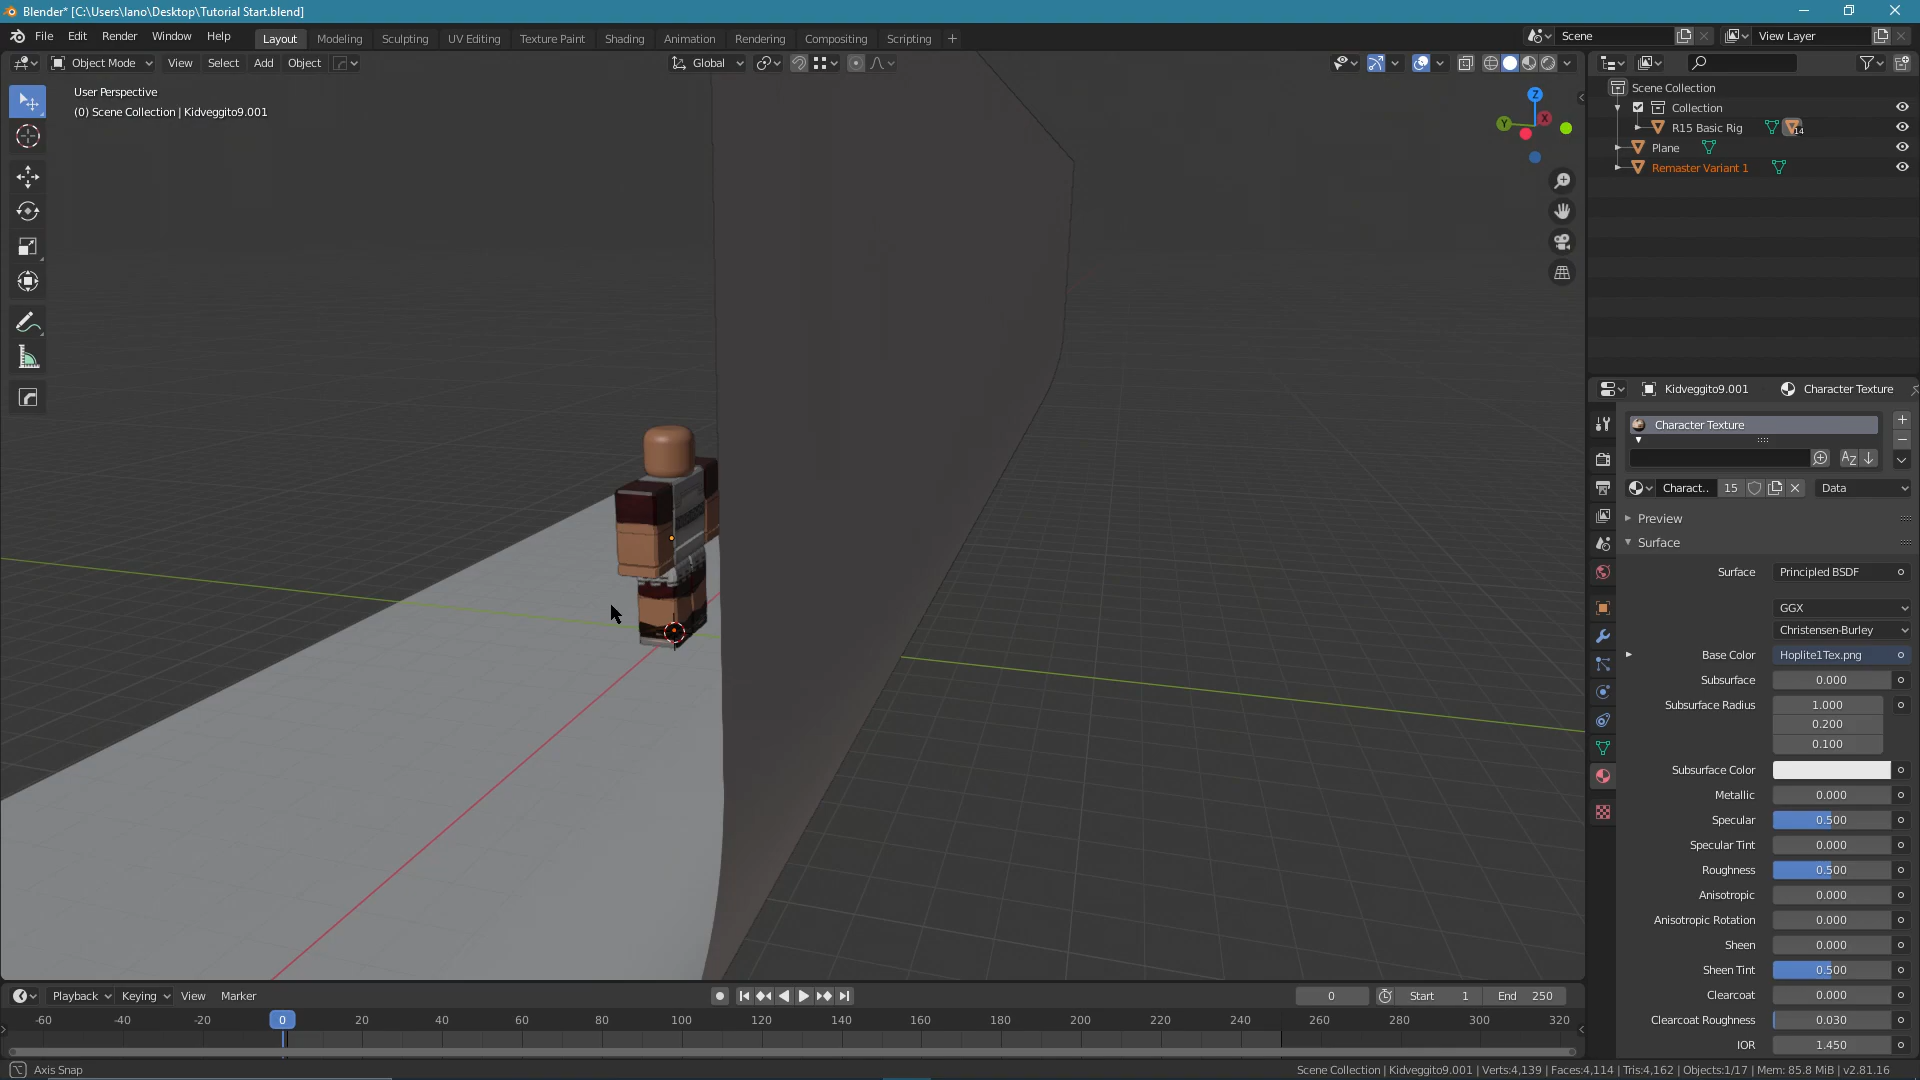 Blender* [C:\Users\Iano\Desktop\Tutorial Start.blend]
File Edit Render Window Help
Layout Modeling Sculpting UV Editing Texture Paint Shading Animation Rendering Compositing Scripting +
Scene View Layer
Object Mode View Select Add Object Global
User Perspective
(0) Scene Collection | Kidveggito9.001
Z
Y
X
Scene Collection
Collection
R15 Basic Rig 14
Plane
Remaster Variant 1
Kidveggito9.001 Character Texture
Character Texture
Charact.. 15 Data
Preview
Surface
Surface Principled BSDF
GGX
Christensen-Burley
Base Color Hoplite1Tex.png
Subsurface 0.000
Subsurface Radius 1.000
0.200
0.100
Subsurface Color
Metallic 0.000
Specular 0.500
Specular Tint 0.000
Roughness 0.500
Anisotropic 0.000
Anisotropic Rotation 0.000
Sheen 0.000
Sheen Tint 0.500
Clearcoat 0.000
Clearcoat Roughness 0.030
IOR 1.450
Playback Keying View Marker 0 Start 1 End 250
-60 -40 -20 0 20 40 60 80 100 120 140 160 180 200 220 240 260 280 300 320
Axis Snap
Scene Collection | Kidveggito9.001 | Verts:4,139 | Faces:4,114 | Tris:4,162 | Objects:1/17 | Mem: 85.8 MiB | v2.81.16